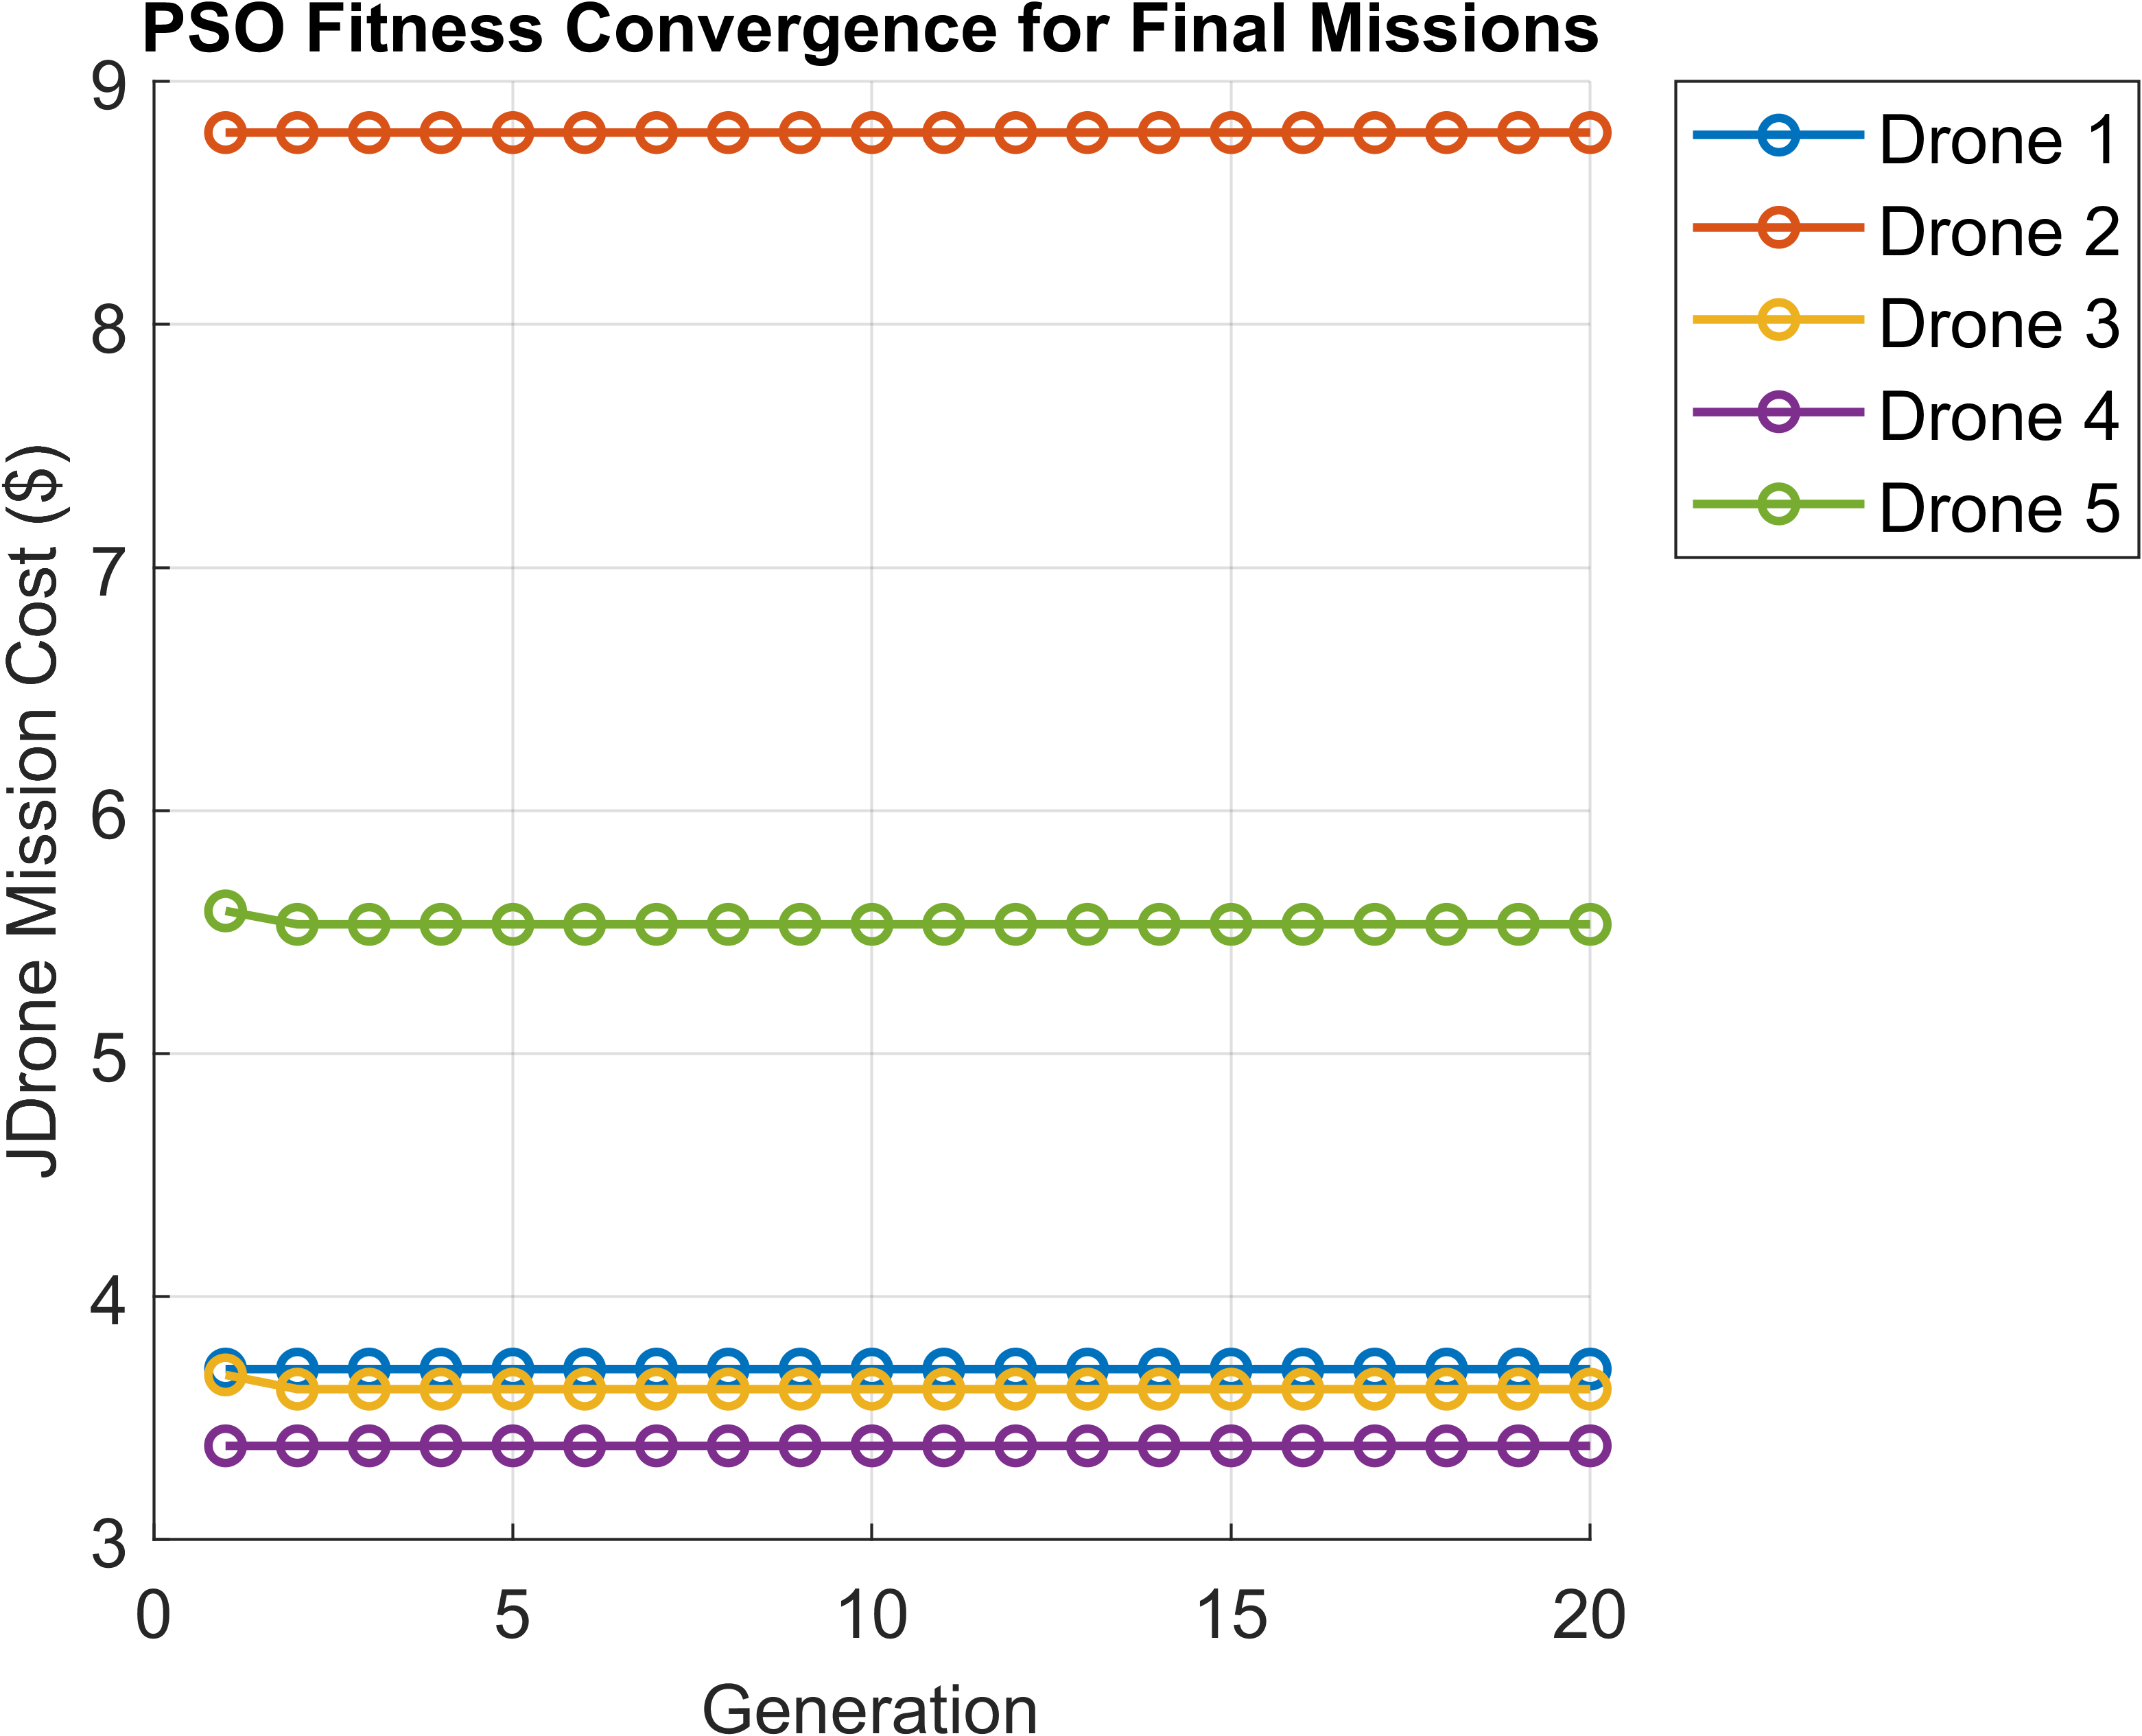 PSO Fitness Convergence for Final Missions
9
8
7
6
5
4
3
JDrone Mission Cost ($)
0 5 10 15 20
Generation
Drone 1
Drone 2
Drone 3
Drone 4
Drone 5